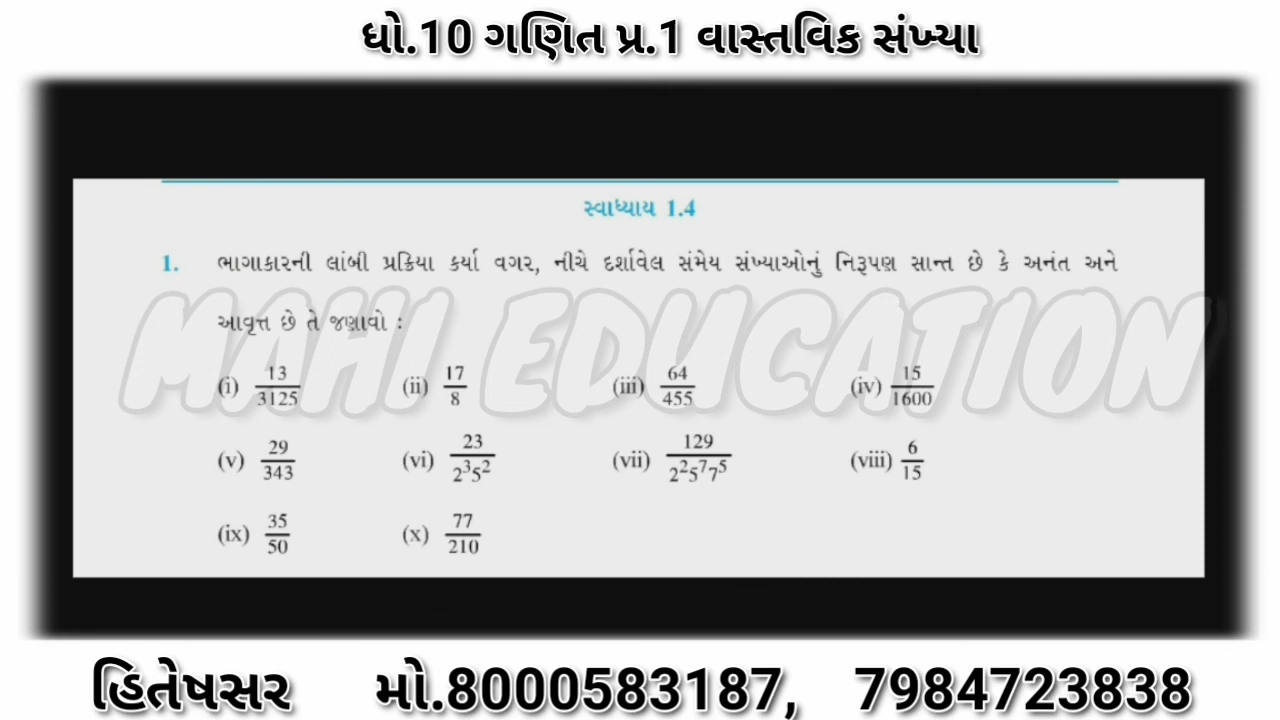 ધો.10 ગણિત પ્ર.1 વાસ્તવિક સંખ્યા
સ્વાધ્યાય 1.4
1. ભાગાકારની લાંબી પ્રક્રિયા કર્યા વગર, નીચે દર્શાવેલ સંમેય સંખ્યાઓનું નિરૂપણ સાન્ત છે કે અનંત અને
આવૃત્ત છે તે જણાવો :
MAHI EDUCATION
(i) 13/3125 (ii) 17/8 (iii) 64/455 (iv) 15/1600
(v) 29/343 (vi) 23/2³5² (vii) 129/2²5⁷7⁵ (viii) 6/15
(ix) 35/50 (x) 77/210
હિતેષસર મો.8000583187, 7984723838